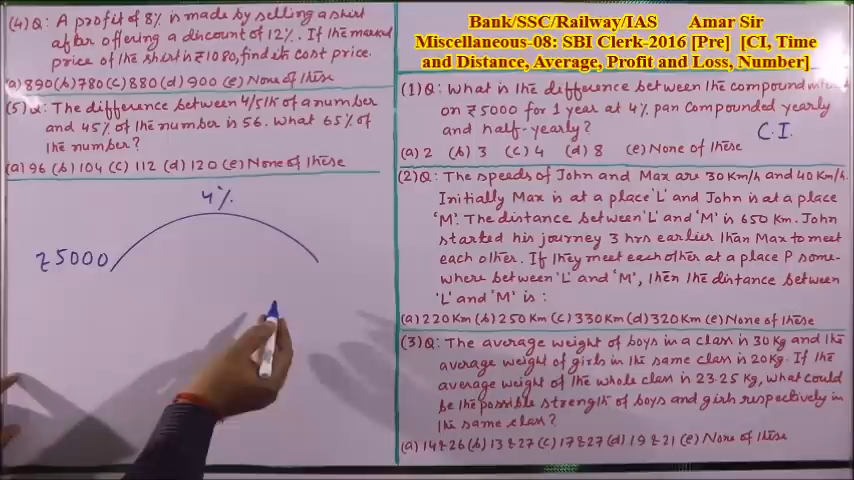 Bank/SSC/Railway/IAS Amar Sir
Miscellaneous-08: SBI Clerk-2016 [Pre] [CI, Time
and Distance, Average, Profit and Loss, Number]
(4)Q: A profit of 8% is made by selling a shirt
after offering a discount of 12%. If the marked
price of the shirt is ₹1080, find its cost price.
(a) 890 (b) 780 (c) 880 (d) 900 (e) None of these
(5)Q: The difference between 4/5th of a number
and 45% of the number is 56. What 65% of
the number?
(a) 96 (b) 104 (c) 112 (d) 120 (e) None of these
4%
₹5000
(1)Q: What is the difference between the compound
on ₹5000 for 1 year at 4% pan compounded yearly
and half-yearly?
C.I.
(a) 2 (b) 3 (c) 4 (d) 8 (e) None of these
(2)Q: The speeds of John and Max are 30 Km/h and 40 Km/h.
Initially Max is at a place 'L' and John is at a place
'M'. The distance between 'L' and 'M' is 650 Km. John
started his journey 3 hrs earlier than Max to meet
each other. If they meet each other at a place P some-
where between 'L' and 'M', then the distance between
'L' and 'M' is :
(a) 220 Km (b) 250 Km (c) 330 Km (d) 320 Km (e) None of these
(3)Q: The average weight of boys in a class is 30 Kg and the
average weight of girls in the same class is 20 Kg. If the
average weight of the whole class is 23.25 Kg, what could
be the possible strength of boys and girls respectively in
the same class?
(a) 14 & 26 (b) 13 & 27 (c) 17 & 27 (d) 19 & 21 (e) None of these